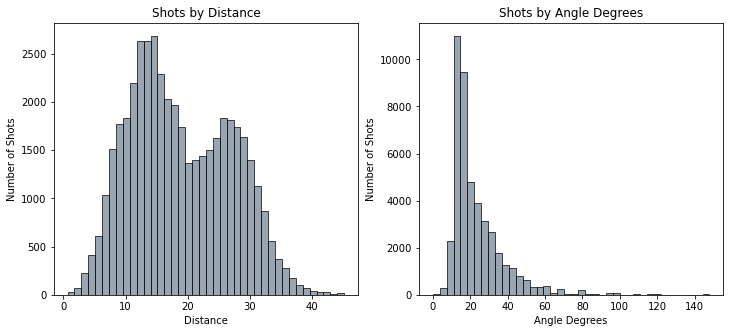 Shots by Distance
Number of Shots
2500
2000
1500
1000
500
0
0 10 20 30 40
Distance
Shots by Angle Degrees
Number of Shots
10000
8000
6000
4000
2000
0
0 20 40 60 80 100 120 140
Angle Degrees